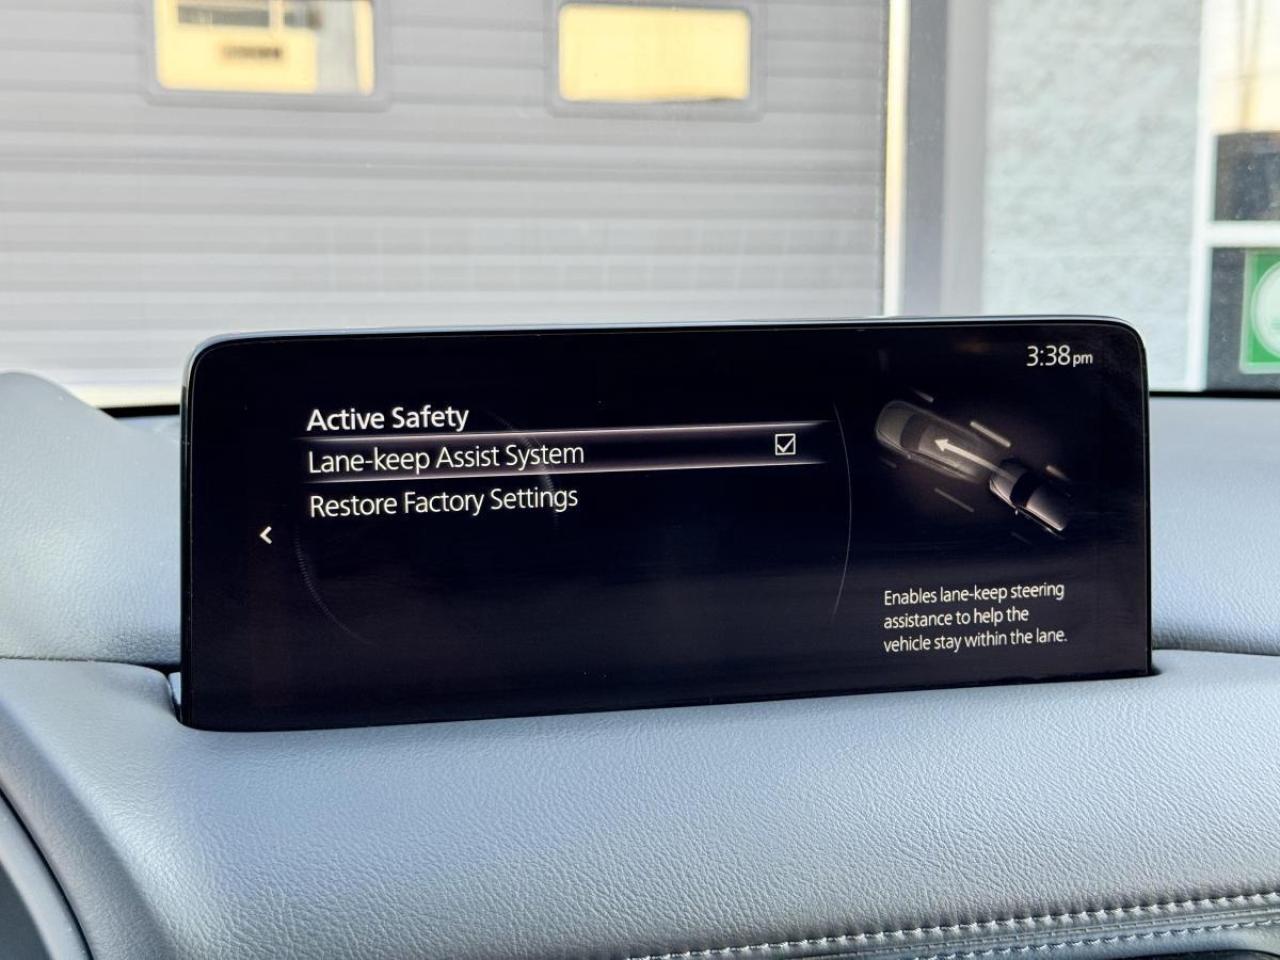 3:38pm
Active Safety
Lane-keep Assist System
Restore Factory Settings
Enables lane-keep steering
assistance to help the
vehicle stay within the lane.